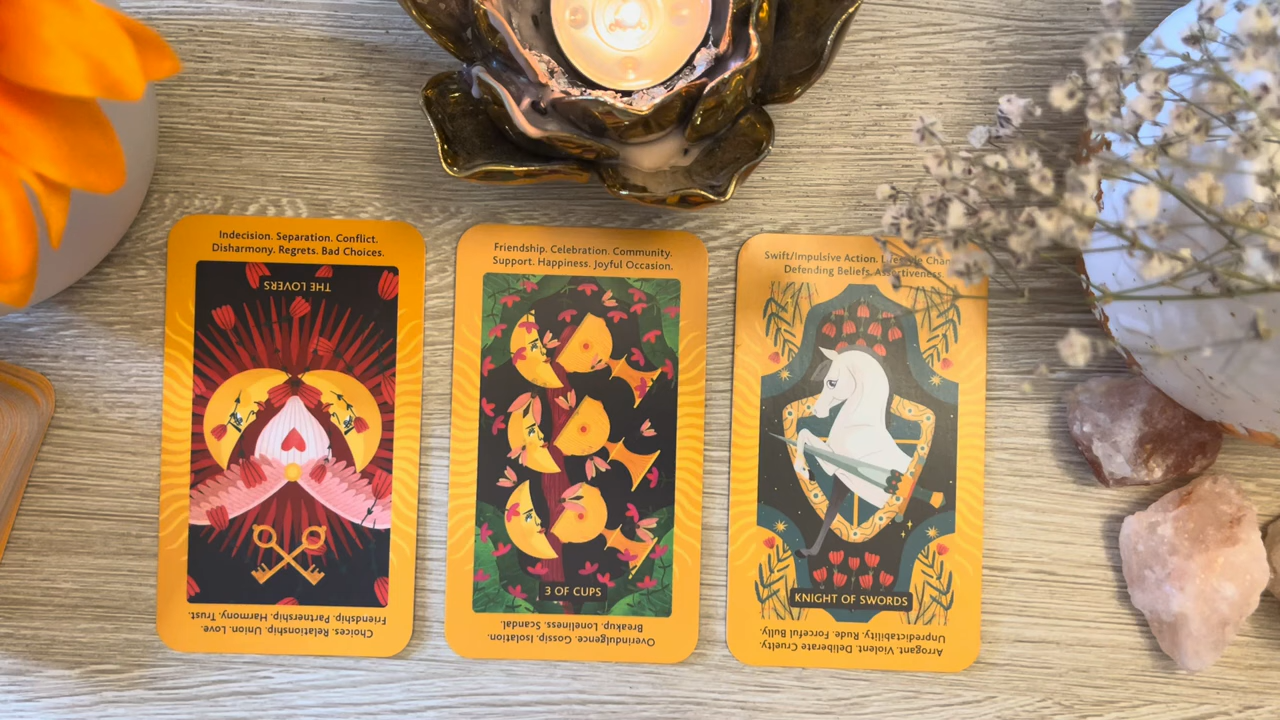 Indecision. Separation. Conflict.
Disharmony. Regrets. Bad Choices.
THE LOVERS
Choices. Relationship. Union. Love.
Friendship. Partnership. Harmony. Trust.
Friendship. Celebration. Community.
Support. Happiness. Joyful Occasion.
3 OF CUPS
Overindulgence. Gossip. Isolation.
Breakup. Loneliness. Scandal.
Swift/Impulsive Action.
Defending Beliefs. Assertiveness.
KNIGHT OF SWORDS
Arrogant. Violent. Deliberate Cruelty.
Unpredictability. Rude. Forceful Bully.